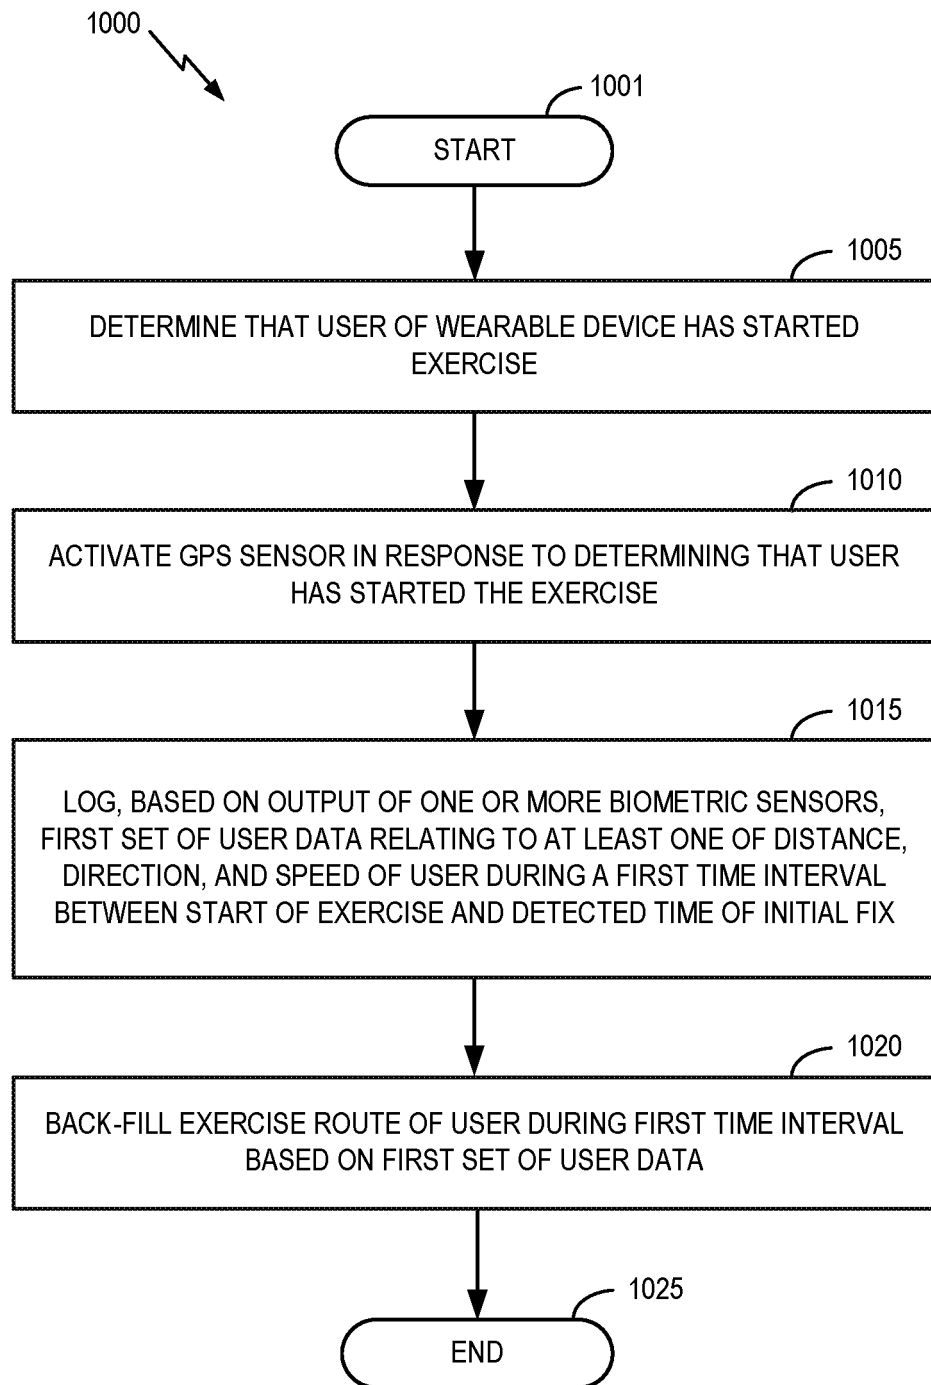 1000
1001
START
1005
DETERMINE THAT USER OF WEARABLE DEVICE HAS STARTED
EXERCISE
1010
ACTIVATE GPS SENSOR IN RESPONSE TO DETERMINING THAT USER
HAS STARTED THE EXERCISE
1015
LOG, BASED ON OUTPUT OF ONE OR MORE BIOMETRIC SENSORS,
FIRST SET OF USER DATA RELATING TO AT LEAST ONE OF DISTANCE,
DIRECTION, AND SPEED OF USER DURING A FIRST TIME INTERVAL
BETWEEN START OF EXERCISE AND DETECTED TIME OF INITIAL FIX
1020
BACK-FILL EXERCISE ROUTE OF USER DURING FIRST TIME INTERVAL
BASED ON FIRST SET OF USER DATA
1025
END